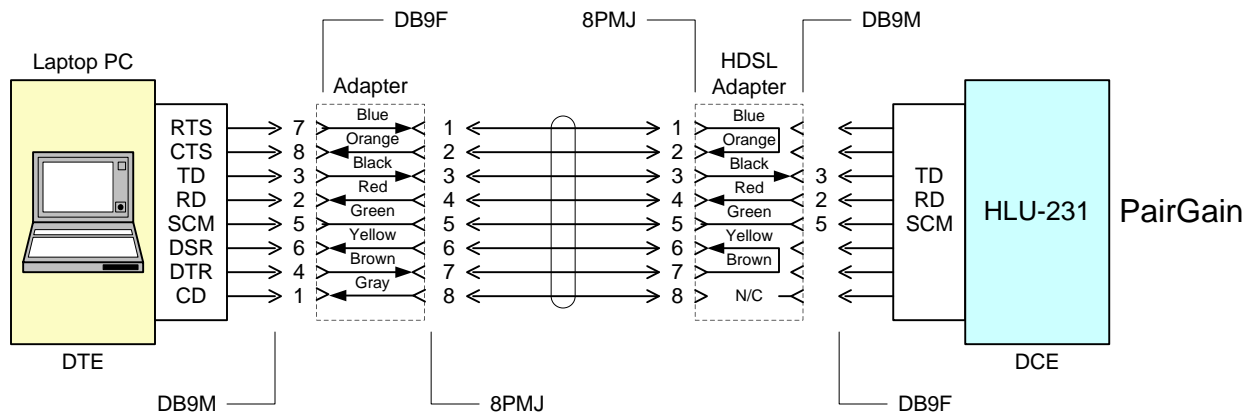 DB9F
8PMJ
DB9M
Laptop PC
Adapter
HDSL
Adapter
RTS 7 Blue 1 1 Blue
CTS 8 Orange 2 2 Orange
TD 3 Black 3 3 Black 3 TD
RD 2 Red 4 4 Red 2 RD
SCM 5 Green 5 5 Green 5 SCM
DSR 6 Yellow 6 6 Yellow
DTR 4 Brown 7 7 Brown
CD 1 Gray 8 8 N/C
HLU-231
PairGain
DTE
DCE
DB9M
8PMJ
DB9F